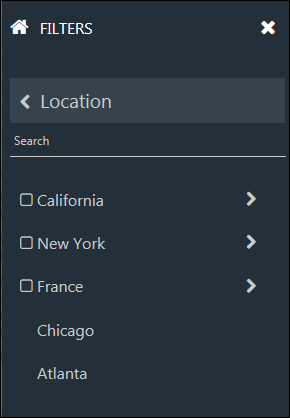 FILTERS
Location
Search
California
New York
France
Chicago
Atlanta